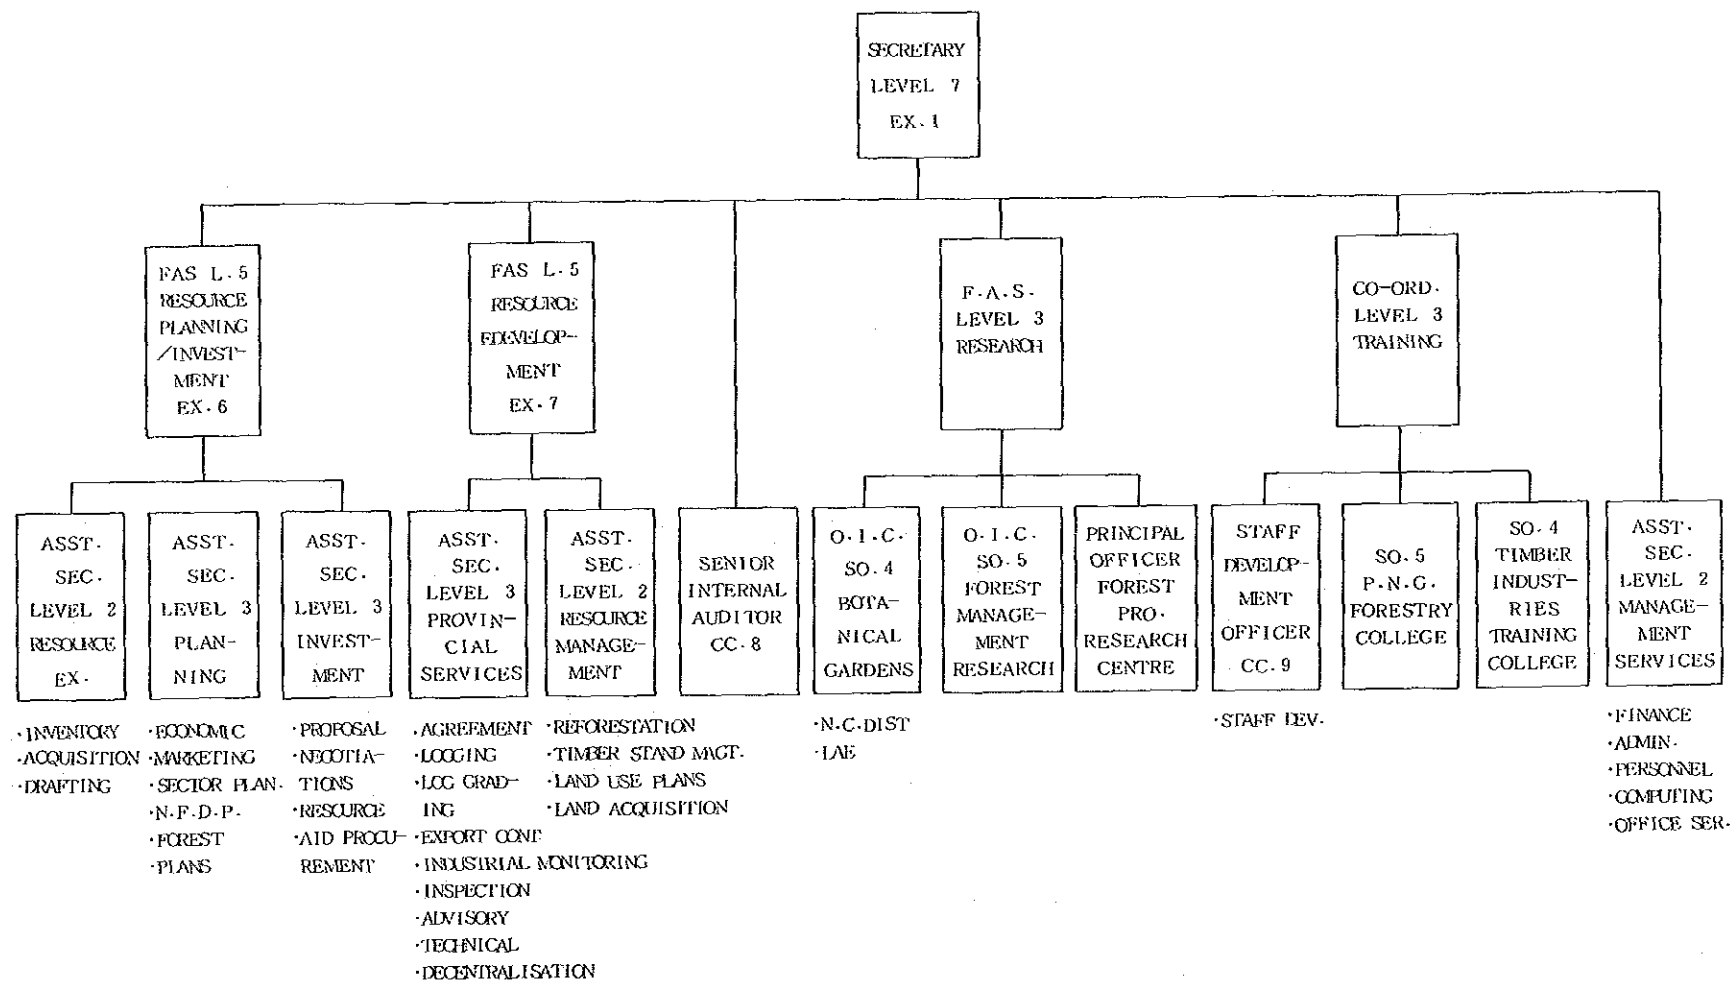 SECRETARY
LEVEL 7
EX.1
FAS L.5
RESOURCE
PLANNING
/INVEST-
MENT
EX.6
FAS L.5
RESOURCE
EDEVELOP-
MENT
EX.7
F.A.S.
LEVEL 3
RESEARCH
CO-ORD.
LEVEL 3
TRAINING
ASST.
SEC.
LEVEL 2
RESOURCE
EX.
ASST.
SEC.
LEVEL 3
PLAN-
NING
ASST.
SEC.
LEVEL 3
INVEST-
MENT
ASST.
SEC.
LEVEL 3
PROVIN-
CIAL
SERVICES
ASST.
SEC.
LEVEL 2
RESOURCE
MANAGE-
MENT
SENIOR
INTERNAL
AUDITOR
CC.8
O.I.C.
SO.4
BOTA-
NICAL
GARDENS
O.I.C.
SO.5
FOREST
MANAGE-
MENT
RESEARCH
PRINCIPAL
OFFICER
FOREST
PRO.
RESEARCH
CENTRE
STAFF
DEVELOP-
MENT
OFFICER
CC.9
SO.5
P.N.G.
FORESTRY
COLLEGE
SO.4
TIMBER
INDUST-
RIES
TRAINING
COLLEGE
ASST.
SEC.
LEVEL 2
MANAGE-
MENT
SERVICES
·INVENTORY
·ACQUISITION
·DRAFTING
·ECONOMIC
·MARKETING
·SECTOR PLAN.
·N.F.D.P.
·FOREST
·PLANS
·PROPOSAL
·NEGOTIA-
TIONS
·RESOURCE
·AID PROCU-
REMENT
·AGREEMENT
·LOGGING
·LOG GRAD-
ING
·EXPORT CONT.
·INDUSTRIAL MONITORING
·INSPECTION
·ADVISORY
·TECHNICAL
·DECENTRALISATION
·REFORESTATION
·TIMBER STAND MAGT.
·LAND USE PLANS
·LAND ACQUISITION
·N.C.DIST
·LAE
·STAFF DEV.
·FINANCE
·ADMIN.
·PERSONNEL
·COMPUTING
·OFFICE SER.